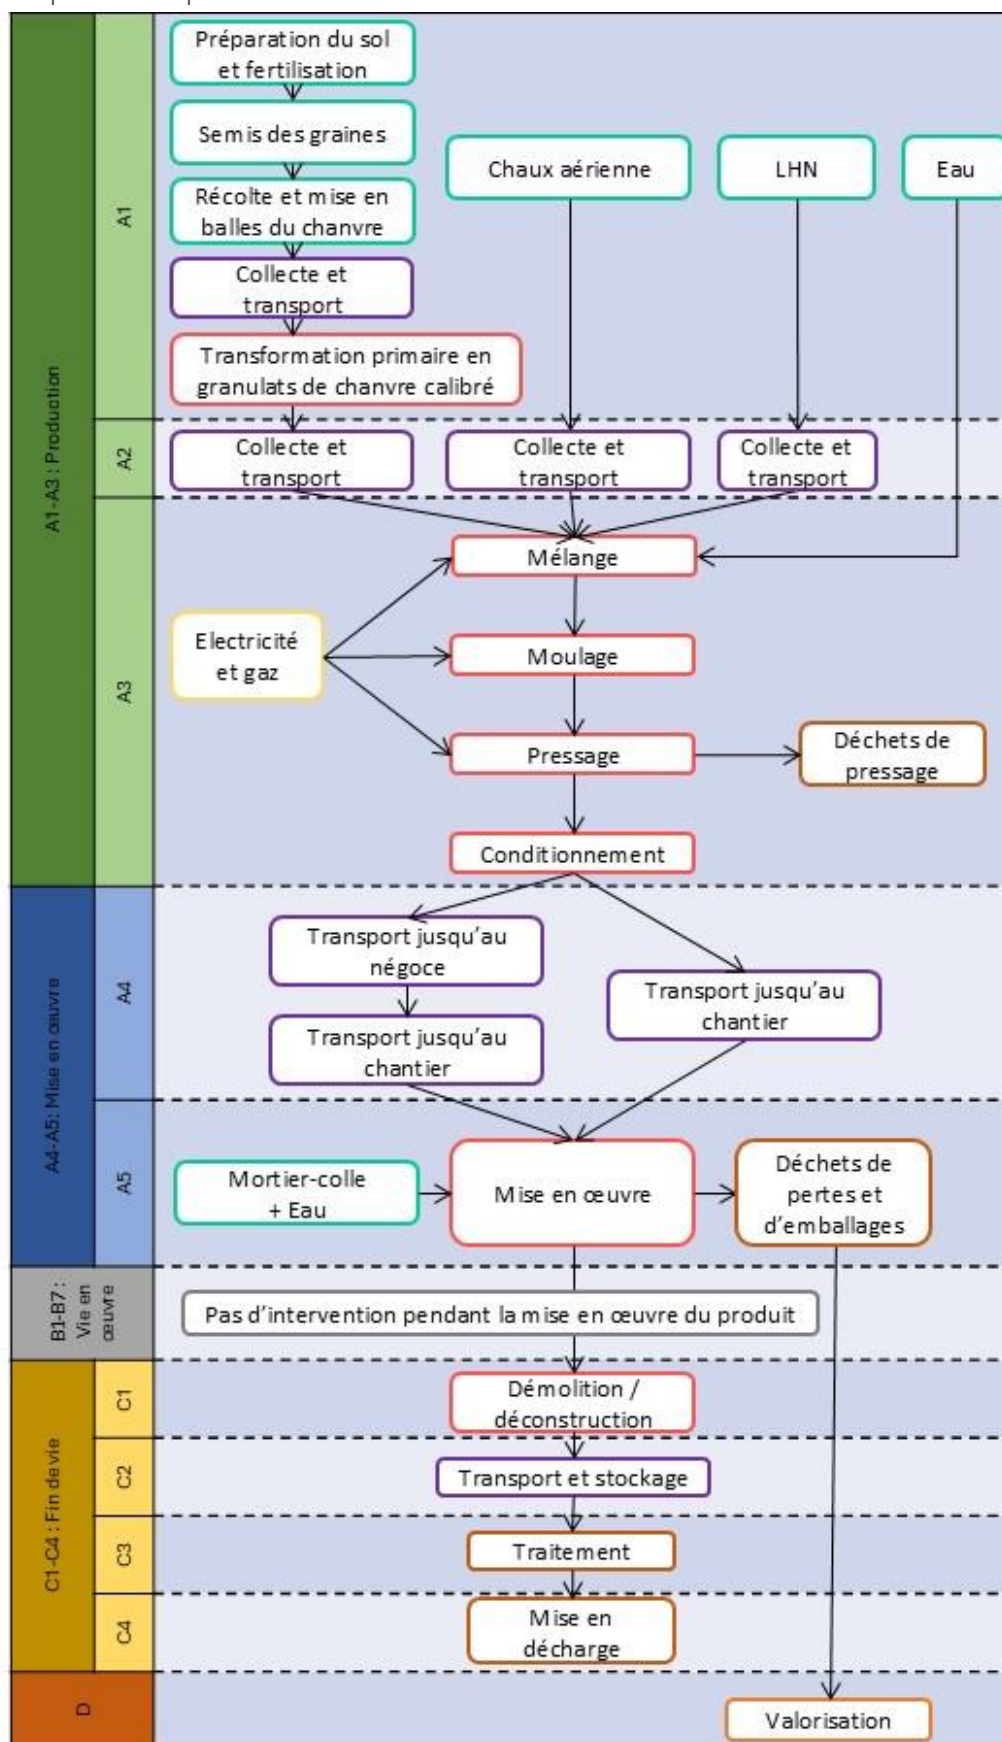 A1-A3 : Production
A1
Préparation du sol
et fertilisation
Semis des graines
Récolte et mise en
balles du chanvre
Collecte et
transport
Transformation primaire en
granulats de chanvre calibré
Chaux aérienne
LHN
Eau
A2
Collecte et
transport
Collecte et
transport
Collecte et
transport
A3
Mélange
Electricité
et gaz
Moulage
Pressage
Déchets de
pressage
Conditionnement
A4-A5: Mise en œuvre
A4
Transport jusqu'au
négoce
Transport jusqu'au
chantier
Transport jusqu'au
chantier
A5
Mortier-colle
+ Eau
Mise en œuvre
Déchets de
pertes et
d'emballages
B1-B7 :
Vie en
œuvre
Pas d'intervention pendant la mise en œuvre du produit
C1-C4 : Fin de vie
C1
Démolition /
déconstruction
C2
Transport et stockage
C3
Traitement
C4
Mise en
décharge
D
Valorisation